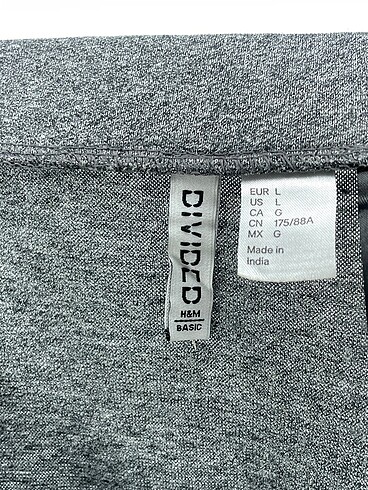 DIVIDED
H&M
BASIC
EUR L
US L
CA G
CN 175/88A
MX G
Made in
India